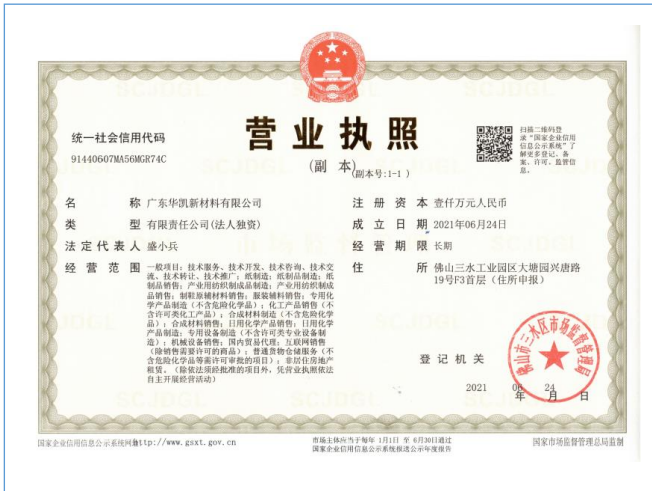 统一社会信用代码
91440607MA56MGR74C
营业执照
(副 本)
(副本号:1-1 )
扫描二维码登
录“国家企业信用
信息公示系统”了
解更多登记、备
案、许可、监管信
息。
名 称 广东华凯新材料有限公司
类 型 有限责任公司(法人独资)
法定代表人 盛小兵
经营范围 一般项目：技术服务、技术开发、技术咨询、技术交
流、技术转让、技术推广；纸制造；纸制品制造；纸
制品销售；产业用纺织制成品制造；产业用纺织制成
品销售；制鞋原辅材料销售；服装辅料销售；专用化
学产品制造（不含危险化学品）；化工产品销售（不
含许可类化工产品）；合成材料制造（不含危险化学
品）；合成材料销售；日用化学产品销售；日用化学
产品制造；专用设备制造（不含许可类专业设备制
造）；机械设备销售；国内贸易代理；互联网销售
（除销售需要许可的商品）；普通货物仓储服务（不
含危险化学品等需许可审批的项目）；非居住房地产
租赁。（除依法须经批准的项目外，凭营业执照依法
自主开展经营活动）
注册资本 壹仟万元人民币
成立日期 2021年06月24日
营业期限 长期
住 所 佛山三水工业园区大塘园兴唐路
19号F3首层（住所申报）
登记机关
佛山市三水区市场监督管理局
2021 年 06 月 24 日
国家企业信用信息公示系统网址http://www.gsxt.gov.cn
市场主体应当于每年 1月1日 至 6月30日通过
国家企业信用信息公示系统报送公示年度报告
国家市场监督管理总局监制